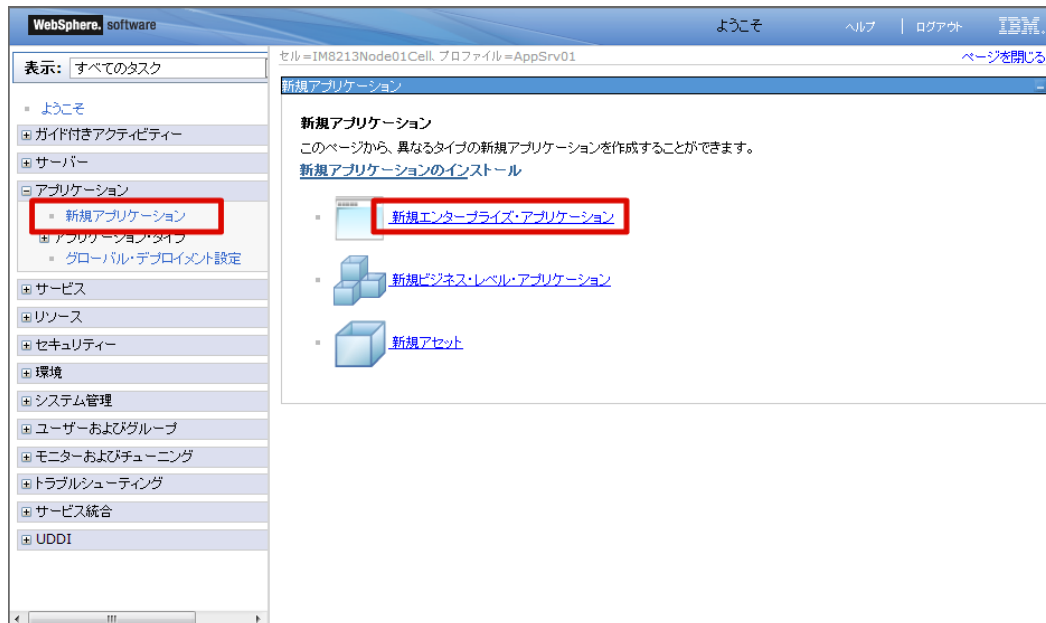 WebSphere. software
ようこそ
ヘルプ | ログアウト
IBM.
表示: すべてのタスク
ようこそ
ガイド付きアクティビティー
サーバー
アプリケーション
新規アプリケーション
アプリケーション・タイプ
グローバル・デプロイメント設定
サービス
リソース
セキュリティー
環境
システム管理
ユーザーおよびグループ
モニターおよびチューニング
トラブルシューティング
サービス統合
UDDI
セル=IM8213Node01Cell、プロファイル=AppSrv01
ページを閉じる
新規アプリケーション
新規アプリケーション
このページから、異なるタイプの新規アプリケーションを作成することができます。
新規アプリケーションのインストール
新規エンタープライズ・アプリケーション
新規ビジネス・レベル・アプリケーション
新規アセット